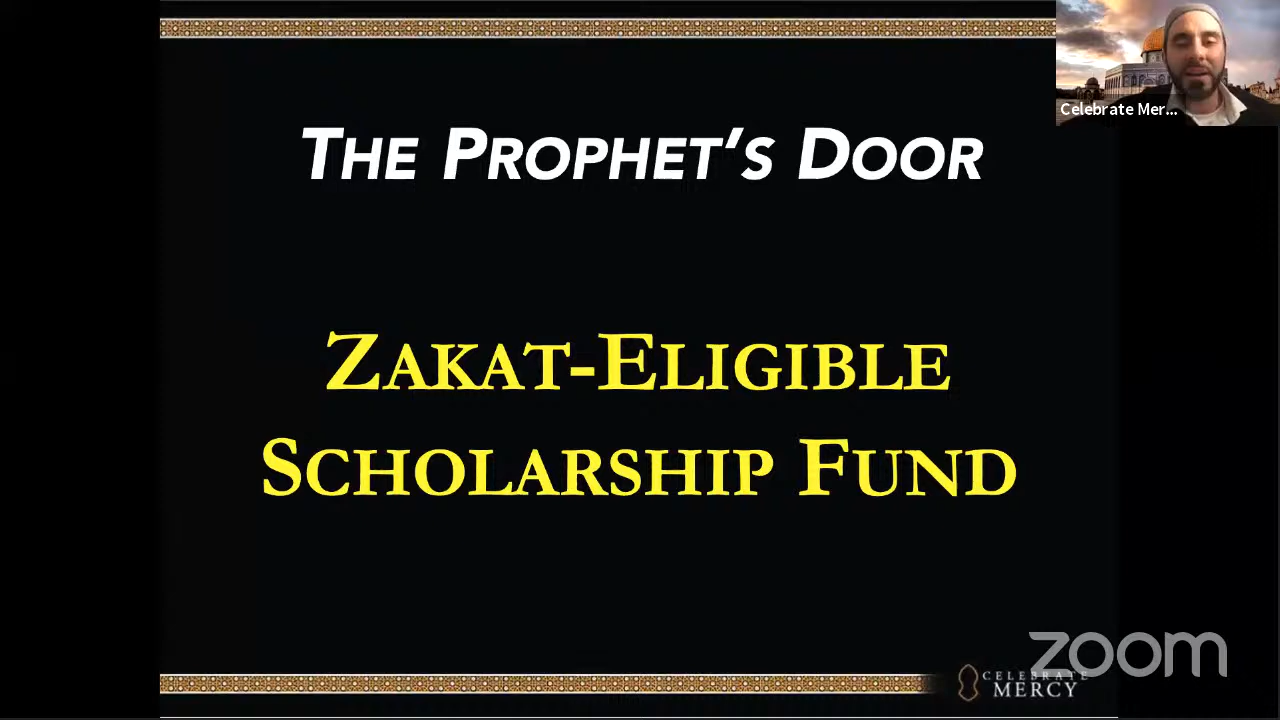 THE PROPHET'S DOOR
Celebrate Mer...
ZAKAT-ELIGIBLE
SCHOLARSHIP FUND
zoom
CELEBRATE
MERCY